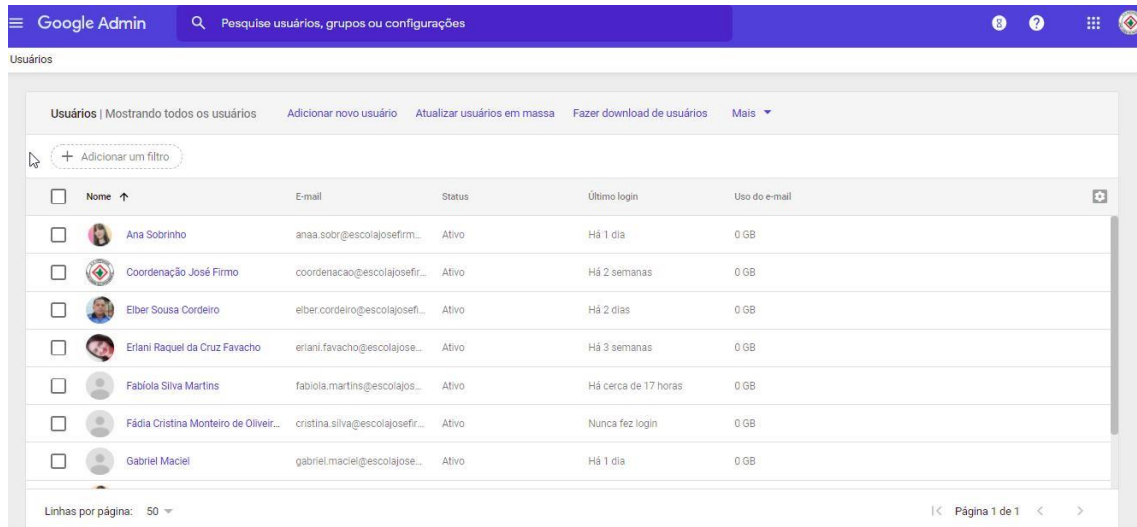 Google Admin Pesquise usuários, grupos ou configurações
Usuários
Usuários | Mostrando todos os usuários Adicionar novo usuário Atualizar usuários em massa Fazer download de usuários Mais
+ Adicionar um filtro
Nome E-mail Status Último login Uso do e-mail
Ana Sobrinho anaa.sobr@escolajosefirm... Ativo Há 1 dia 0 GB
Coordenação José Firmo coordenacao@escolajosefir... Ativo Há 2 semanas 0 GB
Elber Sousa Cordeiro elber.cordeiro@escolajosefi... Ativo Há 2 dias 0 GB
Erlani Raquel da Cruz Favacho erlani.favacho@escolajose... Ativo Há 3 semanas 0 GB
Fabíola Silva Martins fabiola.martins@escolajos... Ativo Há cerca de 17 horas 0 GB
Fádia Cristina Monteiro de Oliveir... cristina.silva@escolajosefir... Ativo Nunca fez login 0 GB
Gabriel Maciel gabriel.maciel@escolajose... Ativo Há 1 dia 0 GB
Linhas por página: 50 Página 1 de 1